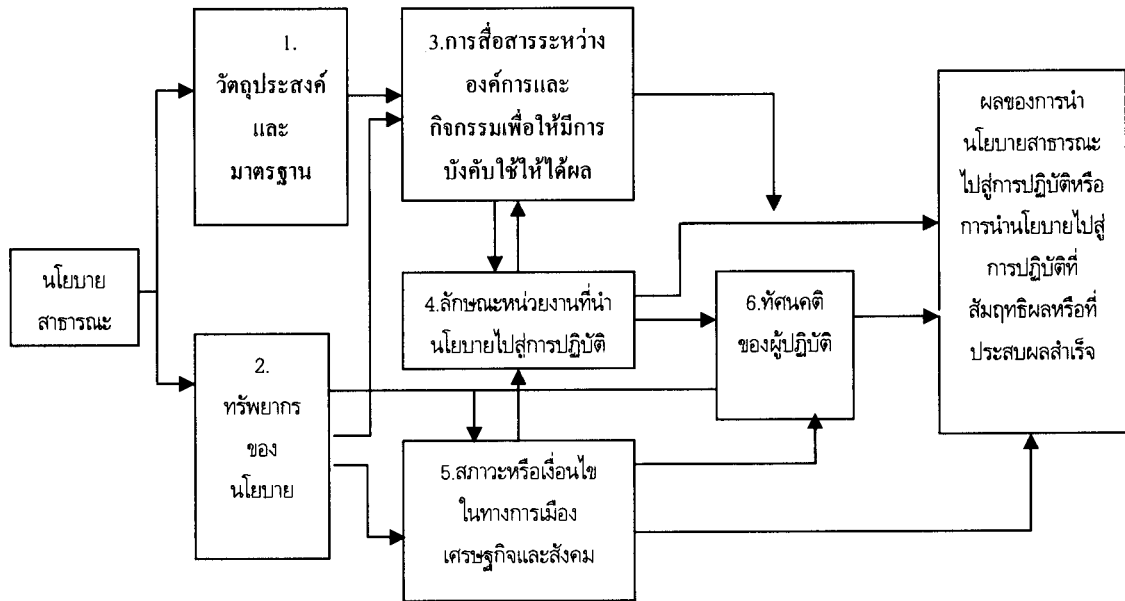 นโยบาย
สาธารณะ
1.
วัตถุประสงค์
และ
มาตรฐาน
2.
ทรัพยากร
ของ
นโยบาย
3.การสื่อสารระหว่าง
องค์การและ
กิจกรรมเพื่อให้มีการ
บังคับใช้ให้ได้ผล
4.ลักษณะหน่วยงานที่นำ
นโยบายไปสู่การปฏิบัติ
5.สภาวะหรือเงื่อนไข
ในทางการเมือง
เศรษฐกิจและสังคม
6.ทัศนคติ
ของผู้ปฏิบัติ
ผลของการนำ
นโยบายสาธารณะ
ไปสู่การปฏิบัติหรือ
การนำนโยบายไปสู่
การปฏิบัติที่
สัมฤทธิผลหรือที่
ประสบผลสำเร็จ